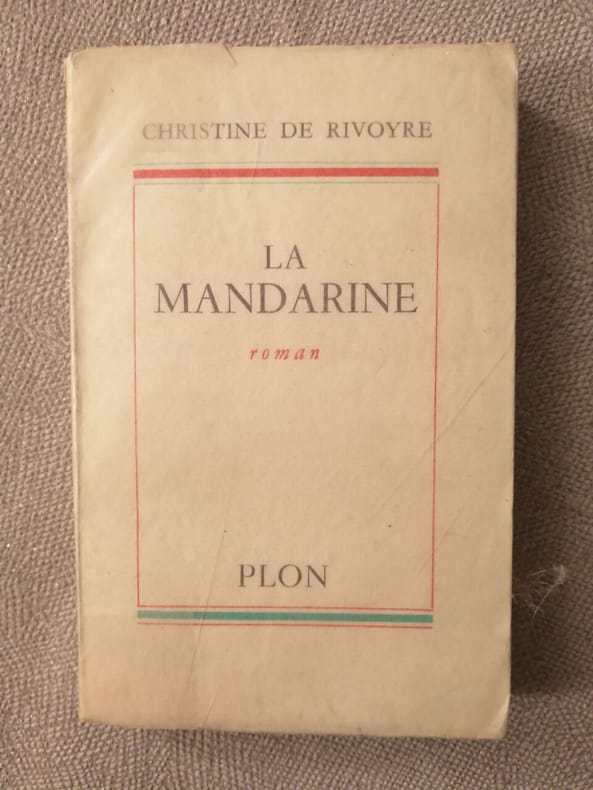 CHRISTINE DE RIVOYRE
LA
MANDARINE
roman
PLON